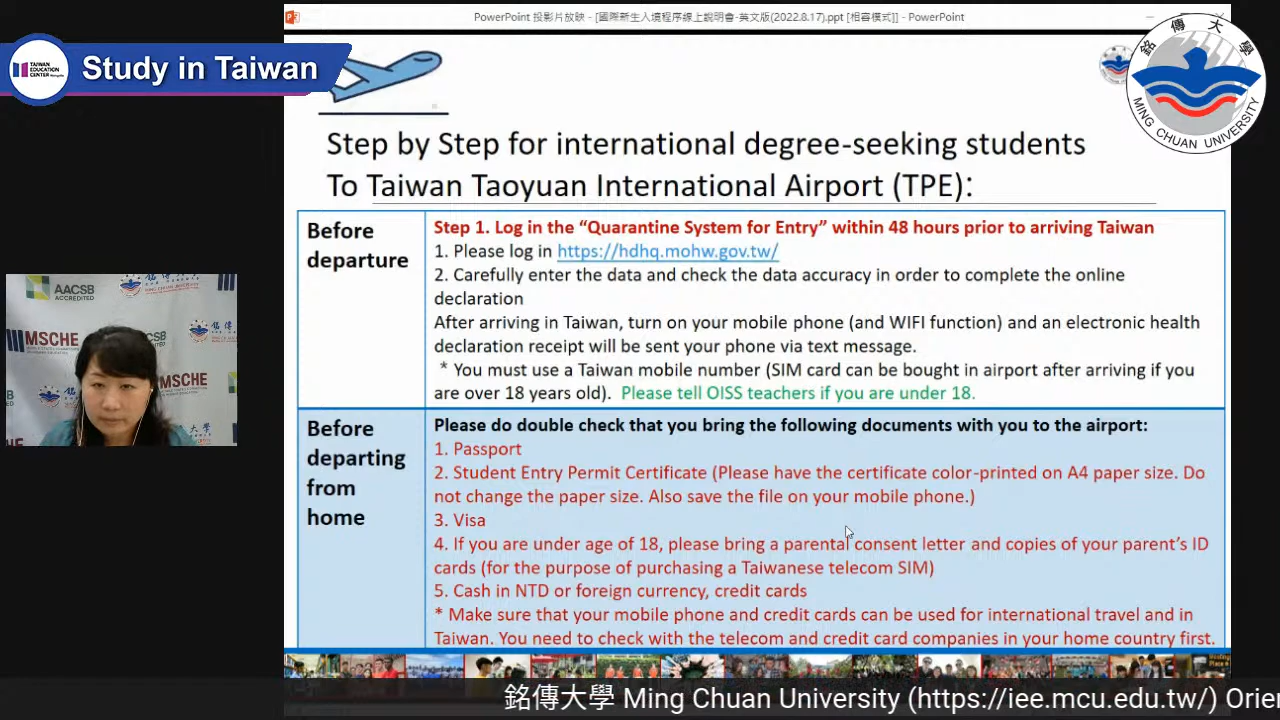 PowerPoint 投影片放映 - [國際新生入境程序線上說明會-英文版(2022.8.17).ppt [相容模式]] - PowerPoint
TAIWAN
EDUCATION
CENTER
Study in Taiwan
銘傳大學
MING CHUAN UNIVERSITY
Step by Step for international degree-seeking students
To Taiwan Taoyuan International Airport (TPE):
Before
departure
Step 1. Log in the “Quarantine System for Entry” within 48 hours prior to arriving Taiwan
1. Please log in https://hdhq.mohw.gov.tw/
2. Carefully enter the data and check the data accuracy in order to complete the online
declaration
After arriving in Taiwan, turn on your mobile phone (and WIFI function) and an electronic health
declaration receipt will be sent your phone via text message.
* You must use a Taiwan mobile number (SIM card can be bought in airport after arriving if you
are over 18 years old). Please tell OISS teachers if you are under 18.
Before
departing
from
home
Please do double check that you bring the following documents with you to the airport:
1. Passport
2. Student Entry Permit Certificate (Please have the certificate color-printed on A4 paper size. Do
not change the paper size. Also save the file on your mobile phone.)
3. Visa
4. If you are under age of 18, please bring a parental consent letter and copies of your parent’s ID
cards (for the purpose of purchasing a Taiwanese telecom SIM)
5. Cash in NTD or foreign currency, credit cards
* Make sure that your mobile phone and credit cards can be used for international travel and in
Taiwan. You need to check with the telecom and credit card companies in your home country first.
AACSB
ACCREDITED
MSCHE
MSCHE
銘傳大學 Ming Chuan University (https://iee.mcu.edu.tw/) Orie